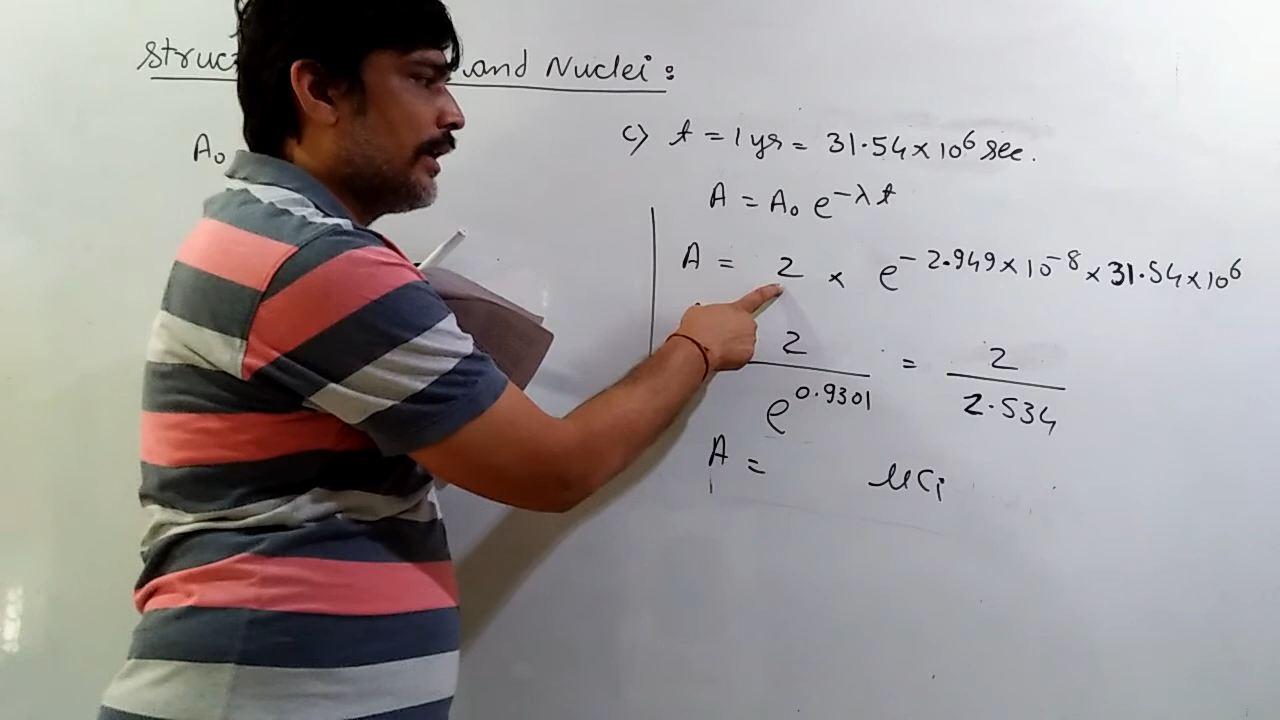 and Nuclei :
A₀
c) t = 1 yr = 31.54 × 10⁶ sec.
A = A₀ e^-λt
A = 2 × e^-2.949×10^-8×31.54×10⁶
2 / e^0.9301 = 2 / 2.534
A = μCi